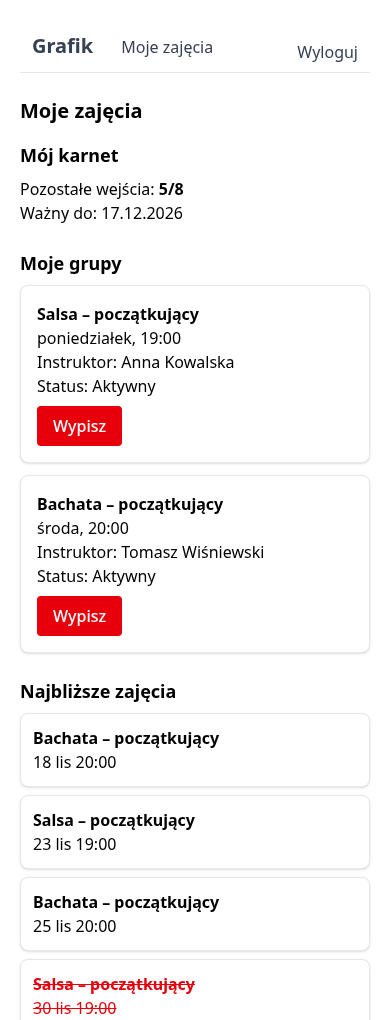 Grafik Moje zajęcia Wyloguj
Moje zajęcia
Mój karnet
Pozostałe wejścia: 5/8
Ważny do: 17.12.2026
Moje grupy
Salsa – początkujący
poniedziałek, 19:00
Instruktor: Anna Kowalska
Status: Aktywny
Wypisz
Bachata – początkujący
środa, 20:00
Instruktor: Tomasz Wiśniewski
Status: Aktywny
Wypisz
Najbliższe zajęcia
Bachata – początkujący
18 lis 20:00
Salsa – początkujący
23 lis 19:00
Bachata – początkujący
25 lis 20:00
Salsa – początkujący
30 lis 19:00